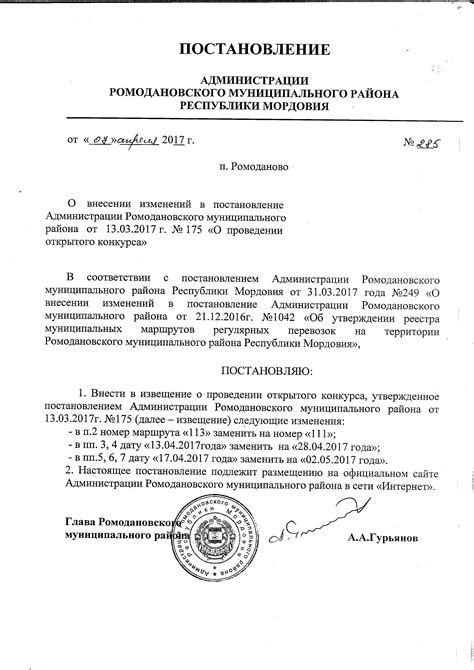 ПОСТАНОВЛЕНИЕ
АДМИНИСТРАЦИИ
РОМОДАНОВСКОГО МУНИЦИПАЛЬНОГО РАЙОНА
РЕСПУБЛИКИ МОРДОВИЯ
от «07» апреля 2017 г. № 285
п. Ромоданово
О внесении изменений в постановление
Администрации Ромодановского муниципального
района от 13.03.2017 г. № 175 «О проведении
открытого конкурса»
В соответствии с постановлением Администрации Ромодановского
муниципального района Республики Мордовия от 31.03.2017 года №249 «О
внесении изменений в постановление Администрации Ромодановского
муниципального района от 21.12.2016г. №1042 «Об утверждении реестра
муниципальных маршрутов регулярных перевозок на территории
Ромодановского муниципального района Республики Мордовия»,
ПОСТАНОВЛЯЮ:
1. Внести в извещение о проведении открытого конкурса, утвержденное
постановлением Администрации Ромодановского муниципального района от
13.03.2017г. №175 (далее – извещение) следующие изменения:
- в п.2 номер маршрута «113» заменить на номер «111»;
- в пп. 3, 4 дату «13.04.2017года» заменить на «28.04.2017 года»;
- в пп.5, 6, 7 дату «17.04.2017 года» заменить на «02.05.2017 года».
2. Настоящее постановление подлежит размещению на официальном сайте
Администрации Ромодановского муниципального района в сети «Интернет».
Глава Ромодановского
муниципального района А.А.Гурьянов